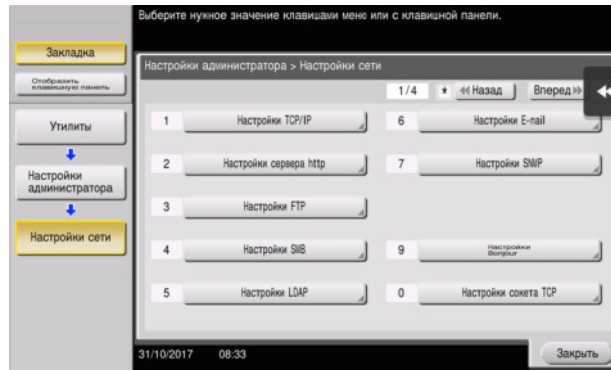 Выберите нужное значение клавишами меню или с клавишной панели.
Закладка
Отобразить
клавишную панель
Утилиты
Настройки
администратора
Настройки сети
Настройки администратора > Настройки сети
1/4
Назад
Вперед
1 Настройки TCP/IP
6 Настройки E-mail
2 Настройки сервера http
7 Настройки SNMP
3 Настройки FTP
4 Настройки SMB
9 Настройки
Bonjour
5 Настройки LDAP
0 Настройки сокета TCP
31/10/2017 08:33
Закрыть